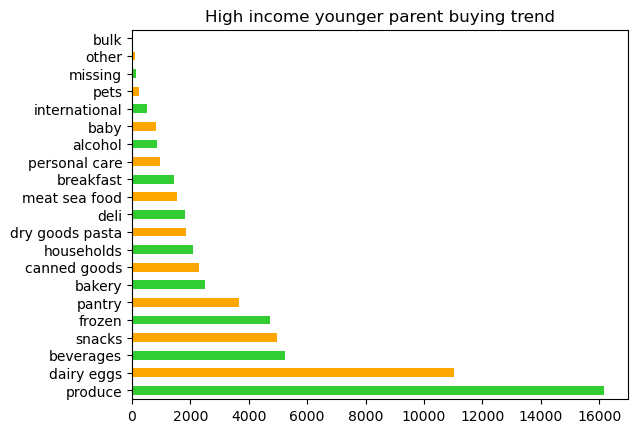 High income younger parent buying trend
bulk
other
missing
pets
international
baby
alcohol
personal care
breakfast
meat sea food
deli
dry goods pasta
households
canned goods
bakery
pantry
frozen
snacks
beverages
dairy eggs
produce
0 2000 4000 6000 8000 10000 12000 14000 16000